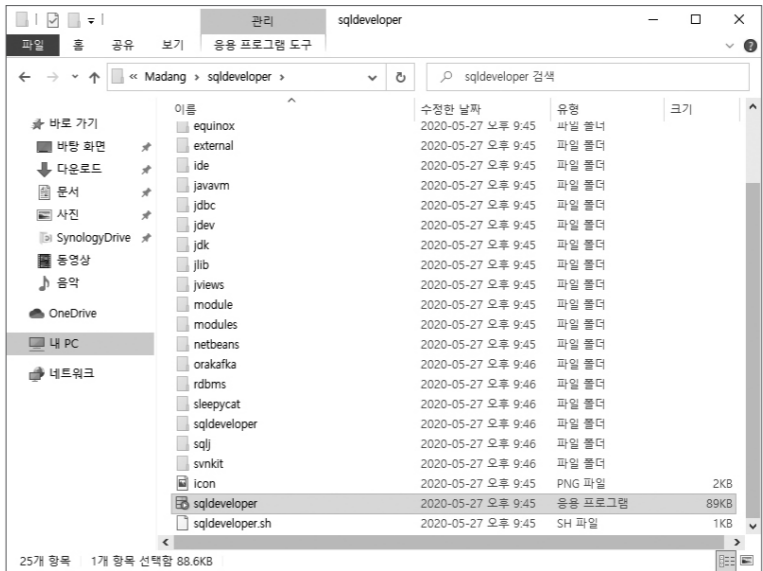 관리
sqldeveloper
파일 홈 공유 보기 응용 프로그램 도구
« Madang › sqldeveloper ›
sqldeveloper 검색
바로 가기
바탕 화면
다운로드
문서
사진
SynologyDrive
동영상
음악
OneDrive
내 PC
네트워크
이름 수정한 날짜 유형 크기
equinox 2020-05-27 오후 9:45 파일 폴더
external 2020-05-27 오후 9:45 파일 폴더
ide 2020-05-27 오후 9:45 파일 폴더
javavm 2020-05-27 오후 9:45 파일 폴더
jdbc 2020-05-27 오후 9:45 파일 폴더
jdev 2020-05-27 오후 9:45 파일 폴더
jdk 2020-05-27 오후 9:45 파일 폴더
jlib 2020-05-27 오후 9:45 파일 폴더
jviews 2020-05-27 오후 9:45 파일 폴더
module 2020-05-27 오후 9:45 파일 폴더
modules 2020-05-27 오후 9:45 파일 폴더
netbeans 2020-05-27 오후 9:45 파일 폴더
orakafka 2020-05-27 오후 9:46 파일 폴더
rdbms 2020-05-27 오후 9:46 파일 폴더
sleepycat 2020-05-27 오후 9:46 파일 폴더
sqldeveloper 2020-05-27 오후 9:46 파일 폴더
sqlj 2020-05-27 오후 9:46 파일 폴더
svnkit 2020-05-27 오후 9:46 파일 폴더
icon 2020-05-27 오후 9:45 PNG 파일 2KB
sqldeveloper 2020-05-27 오후 9:45 응용 프로그램 89KB
sqldeveloper.sh 2020-05-27 오후 9:45 SH 파일 1KB
25개 항목 1개 항목 선택함 88.6KB